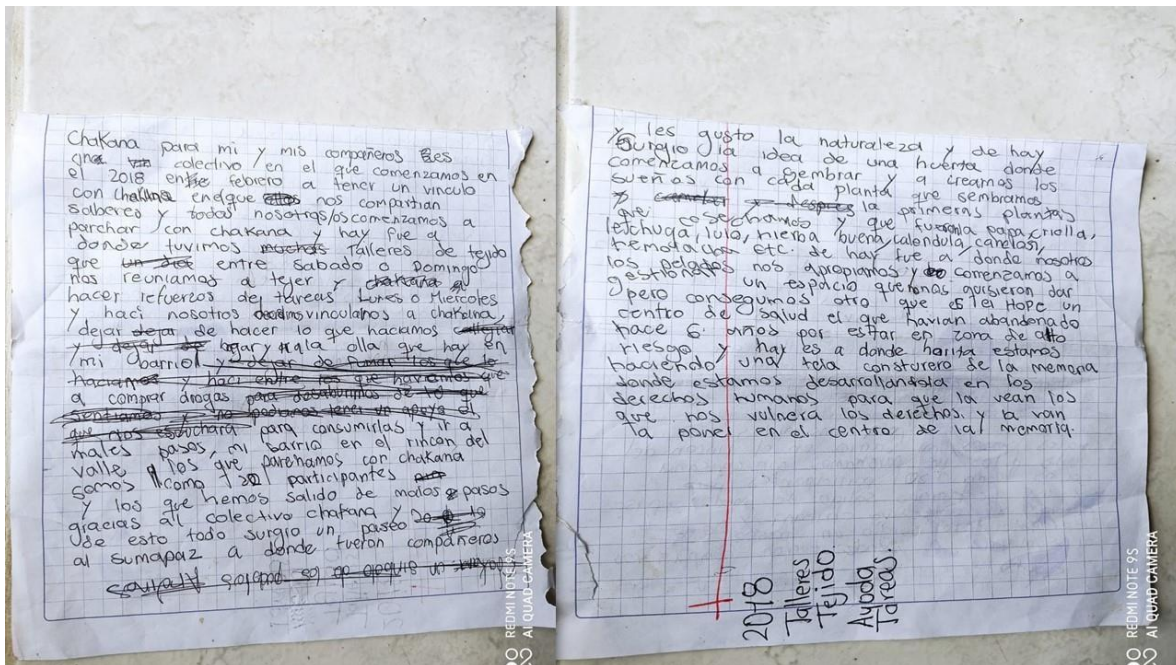 Chakana para mi y mis compañeros es
colectivo en el que comenzamos en
el 2018 en febrero a tener un vinculo
con chakana en que nos compartian
saberes y todas nosotras/os comenzamos a
parchar con chakana y hay fue a
donde tuvimos talleres de tejido
que entre sabado o Domingo
nos reuniamos a tejer y
hacer refuerzos de tareas Lunes o Miercoles
y haci nosotros vinculamos a chakana,
dejar de hacer lo que haciamos
y a la olla que hay en
mi barrio y
a comprar drogas
para consumirlas y ir a
malos pasos, mi barrio en el rincon del
valle los que parchamos con chakana
somos como participantes
y los que hemos salido de malos pasos
gracias al colectivo chakana y
de esto todo surgio un paseo
al sumapaz a donde fueron compañeros
y les gusto la naturaleza y de hay
Surgio la idea de una huerta donde
comenzamos a sembrar y a creamos los
sueñas con cada planta que sembramos
y la primeras plantas
que cosechamos y que fueron la papa criolla,
letchuga, lulo, hierba buena, calendula, canelasi,
remodacha etc. de hay fue a donde nosotros
los pelados nos apropiamos y comenzamos a
gestionar un espacio que no nos quisieron dar
pero conseguimos otro que es el Hope un
centro de salud el que havian abandonado
hace 6 años por estar en zona de alto
riesgo y hay es a donde horita estamos
haciendo una tela consturero de la memoria
donde estamos desarrollandola en los
derechos humanos para que la vean los
que nos vulnera los derechos. y la van
la poner en el centro de la memoria.
2018
Talleres
Tejido.
Ayuda
Tareas.
REDMI NOTE 9S
AI QUAD CAMERA
REDMI NOTE 9S
AI QUAD CAMERA